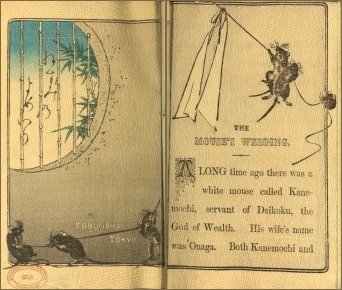 KOBUNSHA
TOKYO
THE
MOUSE'S WEDDING.
ALONG time ago there was a
white mouse called Kane-
mochi, servant of Daikoku, the
God of Wealth. His wife's name
was Onaga. Both Kanemochi and